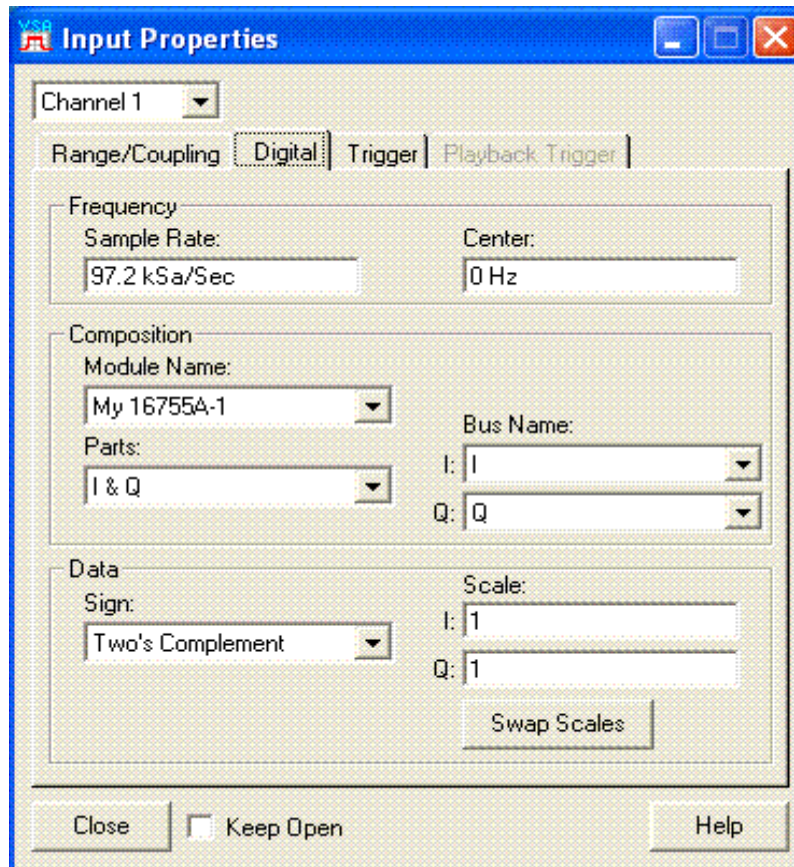 VSA
Input Properties
Channel 1
Range/Coupling Digital Trigger Playback Trigger
Frequency
Sample Rate: Center:
97.2 kSa/Sec 0 Hz
Composition
Module Name:
My 16755A-1
Bus Name:
Parts:
I: I
I & Q
Q: Q
Data
Scale:
Sign:
I: 1
Two's Complement
Q: 1
Swap Scales
Close Keep Open Help